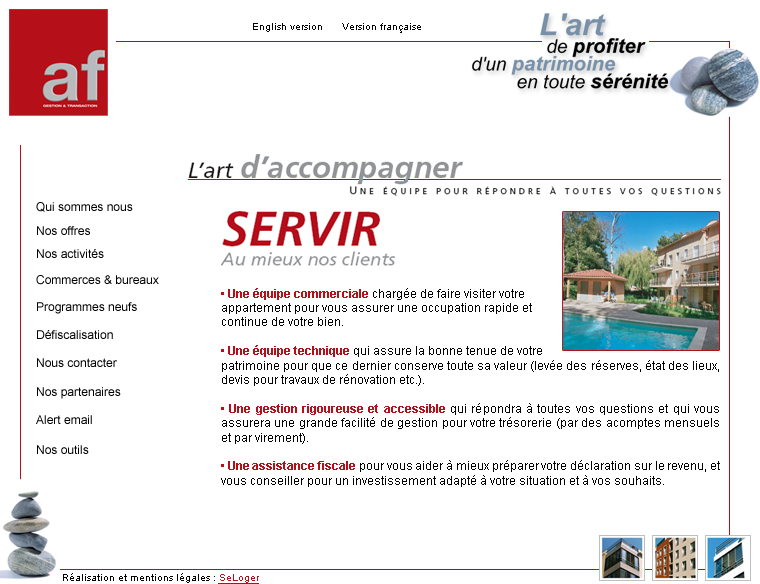 English version
Version française
L'art
de profiter
d'un patrimoine
en toute sérénité
af
GESTION & TRANSACTION
L'art d'accompagner
UNE ÉQUIPE POUR RÉPONDRE À TOUTES VOS QUESTIONS
Qui sommes nous
Nos offres
Nos activités
Commerces & bureaux
Programmes neufs
Défiscalisation
Nous contacter
Nos partenaires
Alert email
Nos outils
SERVIR
Au mieux nos clients
▪ Une équipe commerciale chargée de faire visiter votre
appartement pour vous assurer une occupation rapide et
continue de votre bien.
▪ Une équipe technique qui assure la bonne tenue de votre
patrimoine pour que ce dernier conserve toute sa valeur (levée des réserves, état des lieux,
devis pour travaux de rénovation etc.).
▪ Une gestion rigoureuse et accessible qui répondra à toutes vos questions et qui vous
assurera une grande facilité de gestion pour votre trésorerie (par des acomptes mensuels
et par virement).
▪ Une assistance fiscale pour vous aider à mieux préparer votre déclaration sur le revenu, et
vous conseiller pour un investissement adapté à votre situation et à vos souhaits.
Réalisation et mentions légales : SeLoger